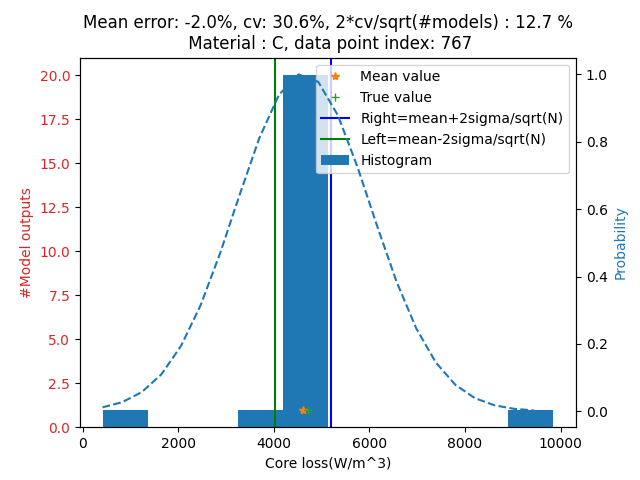 Mean error: -2.0%, cv: 30.6%, 2*cv/sqrt(#models) : 12.7 %
Material : C, data point index: 767
Mean value
True value
Right=mean+2sigma/sqrt(N)
Left=mean-2sigma/sqrt(N)
Histogram
20.0
17.5
15.0
12.5
10.0
7.5
5.0
2.5
0.0
#Model outputs
1.0
0.8
0.6
0.4
0.2
0.0
Probability
0 2000 4000 6000 8000 10000
Core loss(W/m^3)